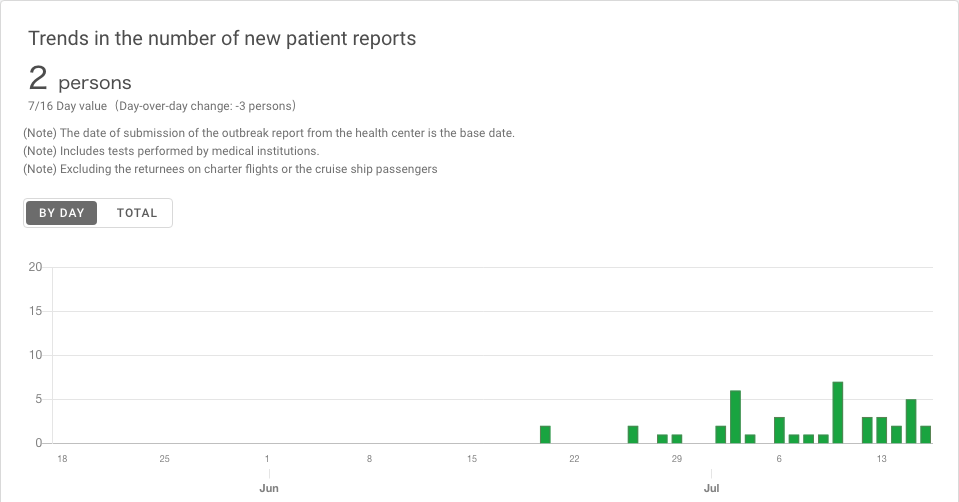 Trends in the number of new patient reports
2 persons
7/16 Day value (Day-over-day change: -3 persons)
(Note) The date of submission of the outbreak report from the health center is the base date.
(Note) Includes tests performed by medical institutions.
(Note) Excluding the returnees on charter flights or the cruise ship passengers
BY DAY TOTAL
20
15
10
5
0
18 25 1 8 15 22 29 6 13
Jun Jul